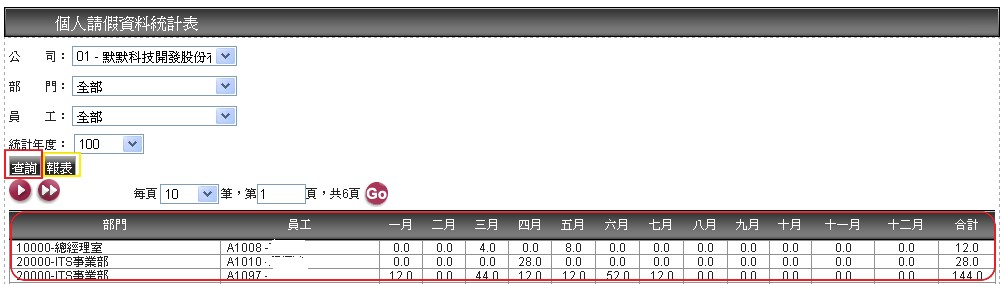 個人請假資料統計表
公　　司： 01 - 默默科技開發股份
部　　門： 全部
員　　工： 全部
統計年度： 100
查詢 報表
每頁 10 筆，第 1 頁，共6頁 Go
部門 員工 一月 二月 三月 四月 五月 六月 七月 八月 九月 十月 十一月 十二月 合計
10000-總經理室 A1008 - 0.0 0.0 4.0 0.0 8.0 0.0 0.0 0.0 0.0 0.0 0.0 0.0 12.0
20000-ITS事業部 A1010 - 0.0 0.0 0.0 28.0 0.0 0.0 0.0 0.0 0.0 0.0 0.0 0.0 28.0
20000-ITS事業部 A1097 - 12.0 0.0 44.0 12.0 12.0 52.0 12.0 0.0 0.0 0.0 0.0 0.0 144.0